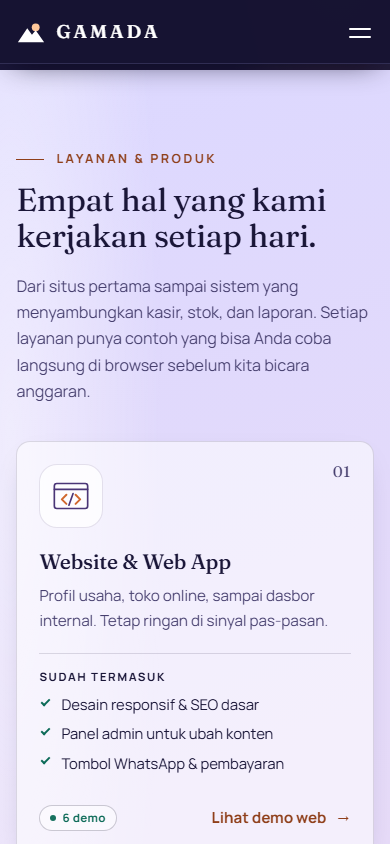 GAMADA
LAYANAN & PRODUK
Empat hal yang kami
kerjakan setiap hari.
Dari situs pertama sampai sistem yang
menyambungkan kasir, stok, dan laporan. Setiap
layanan punya contoh yang bisa Anda coba
langsung di browser sebelum kita bicara
anggaran.
01
Website & Web App
Profil usaha, toko online, sampai dasbor
internal. Tetap ringan di sinyal pas-pasan.
SUDAH TERMASUK
Desain responsif & SEO dasar
Panel admin untuk ubah konten
Tombol WhatsApp & pembayaran
6 demo
Lihat demo web →